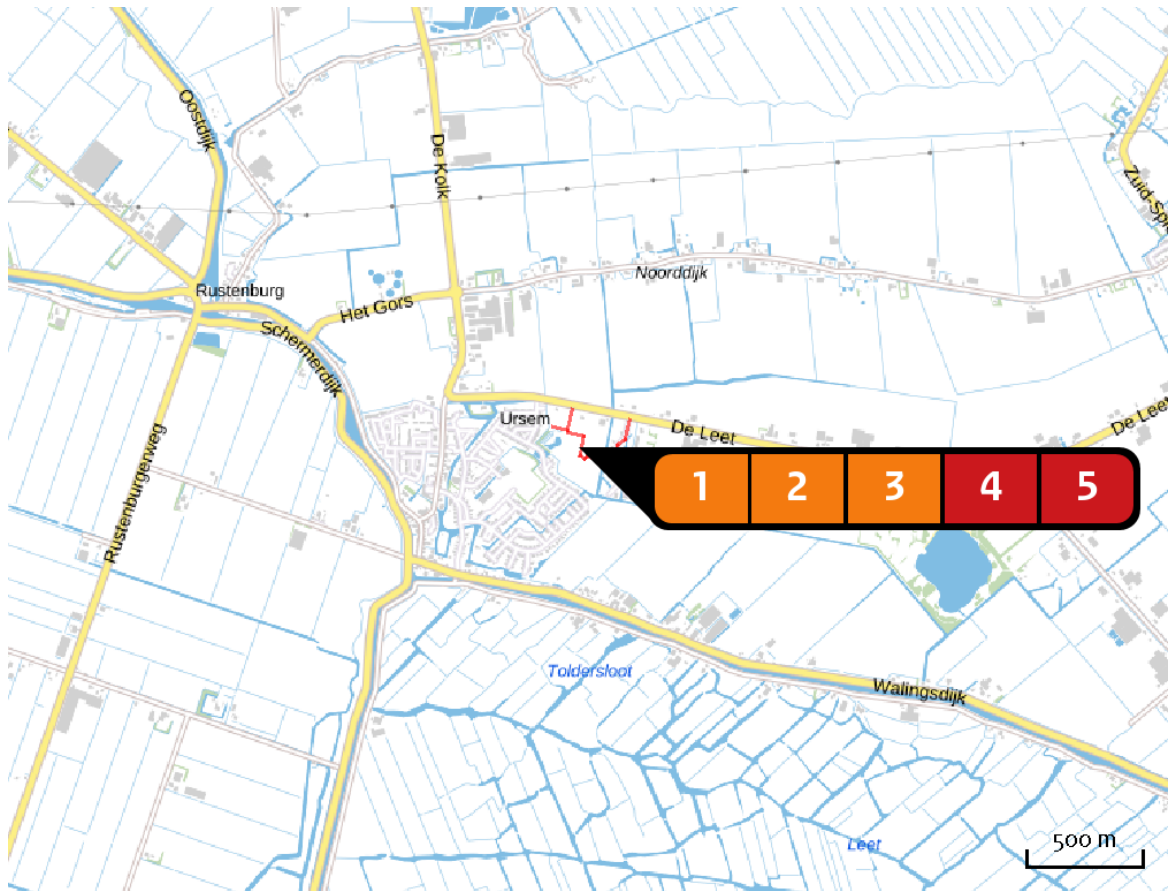 Oostdijk
De Kolk
Zuid-Spie
Noorddijk
Rustenburg
Het Gors
Schermerdijk
Ursem
De Leet
De Leet
1 2 3 4 5
Rustenburgerweg
Toldersloot
Walingsdijk
Leet
500 m